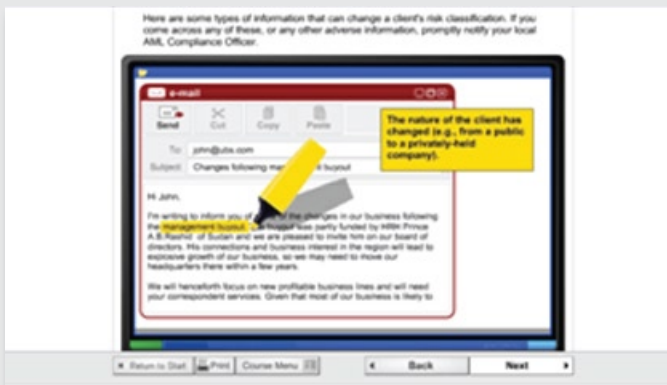 Here are some types of information that can change a client's risk classification. If you
come across any of these, or any other adverse information, promptly notify your local
AML Compliance Officer.
e-mail
Send Cut Copy Paste
The nature of the client has
changed (e.g., from a public
to a privately-held
company).
To: john@ubs.com
Subject: Changes following buyout
Hi John,
I'm writing to inform you of of the changes in our business following
the management buyout. buyout was partly funded by HRH Prince
A.B.Rashid of Sudan and we are pleased to invite him on our board of
directors. His connections and business interest in the region will lead to
explosive growth of our business, so we may need to move our
headquarters there within a few years.
We will henceforth focus on new profitable business lines and will need
your correspondent services. Given that most of our business is likely to
Return to Start Print Course Menu Back Next